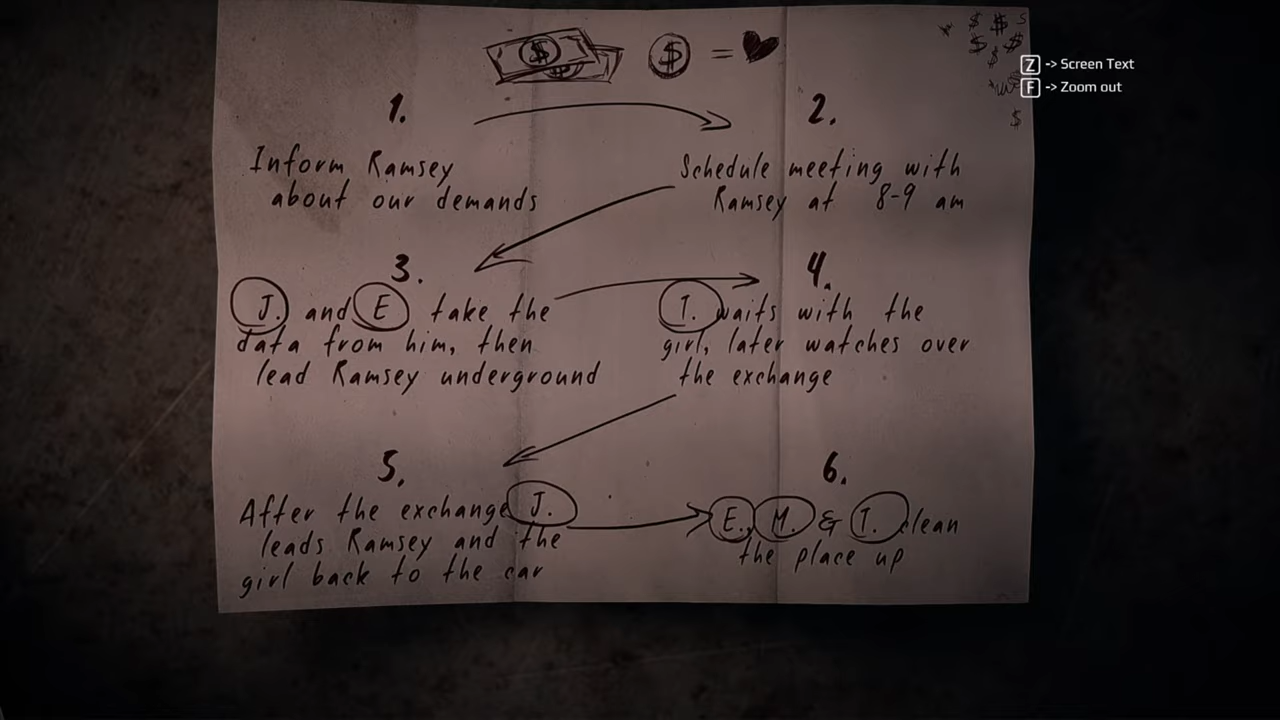 $ = ♥
Z -> Screen Text
F -> Zoom out
1.
Inform Ramsey
about our demands
2.
Schedule meeting with
Ramsey at 8-9 am
3.
J. and E take the
data from him, then
lead Ramsey underground
4.
T. waits with the
girl, later watches over
the exchange
5.
After the exchange J.
leads Ramsey and the
girl back to the car
6.
E., M. & T. clean
the place up